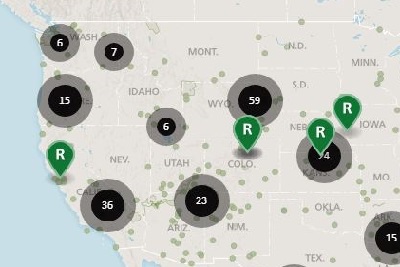 WASH.
6
7
MONT.
N.D.
MINN.
15
IDAHO
S.D.
WYO.
59
R
IOWA
6
R
NEB
R
74
KANS.
R
NEV.
UTAH
COLO.
MO.
CALIF
36
23
OKLA.
ARK.
ARIZ
N.M.
15
TEX.